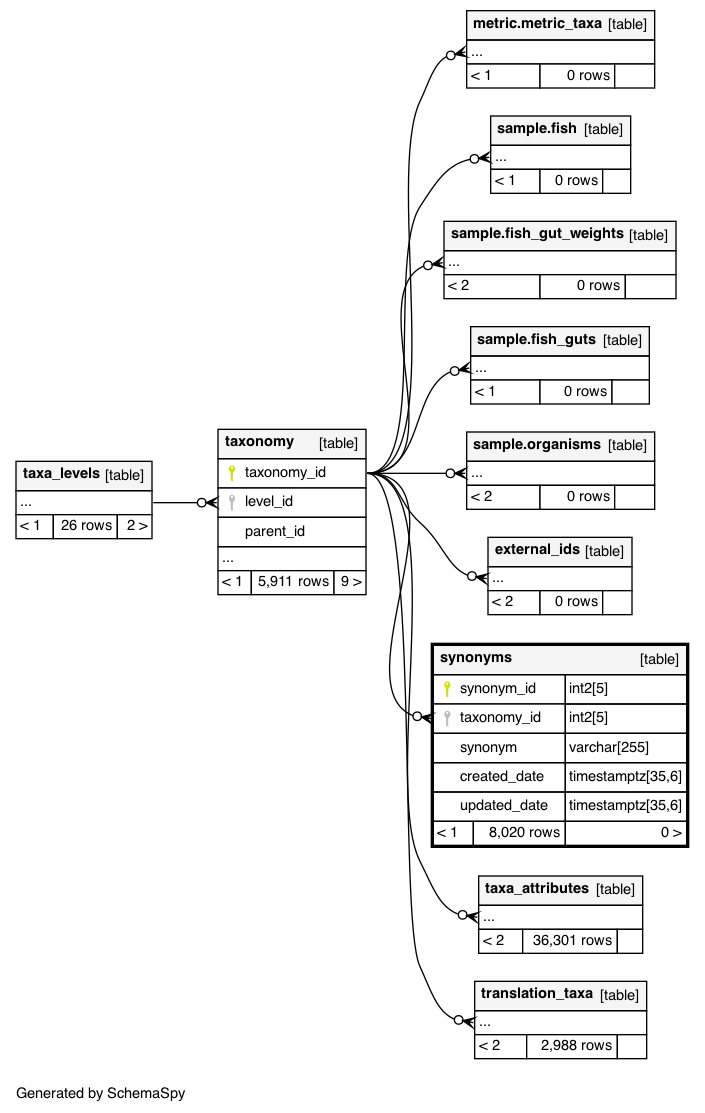 metric.metric_taxa [table]
...
< 1 0 rows
sample.fish [table]
...
< 1 0 rows
sample.fish_gut_weights [table]
...
< 2 0 rows
sample.fish_guts [table]
...
< 1 0 rows
taxa_levels [table]
...
< 1 26 rows 2 >
taxonomy [table]
taxonomy_id
level_id
parent_id
...
< 1 5,911 rows 9 >
sample.organisms [table]
...
< 2 0 rows
external_ids [table]
...
< 2 0 rows
synonyms [table]
synonym_id int2[5]
taxonomy_id int2[5]
synonym varchar[255]
created_date timestamptz[35,6]
updated_date timestamptz[35,6]
< 1 8,020 rows 0 >
taxa_attributes [table]
...
< 2 36,301 rows
translation_taxa [table]
...
< 2 2,988 rows
Generated by SchemaSpy